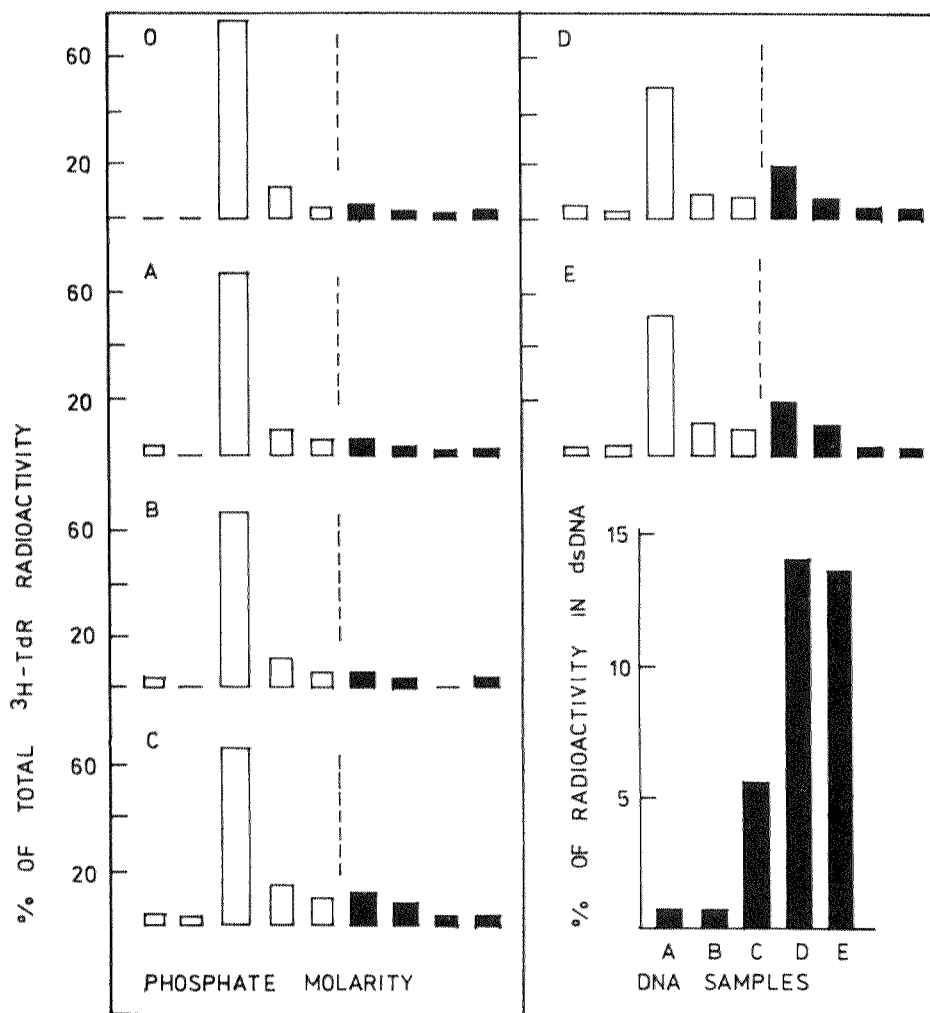 O
60
20
A
60
20
B
60
20
C
60
20
% OF TOTAL ³H-TdR RADIOACTIVITY
PHOSPHATE MOLARITY
D
E
15
10
5
% OF RADIOACTIVITY IN dsDNA
A B C D E
DNA SAMPLES